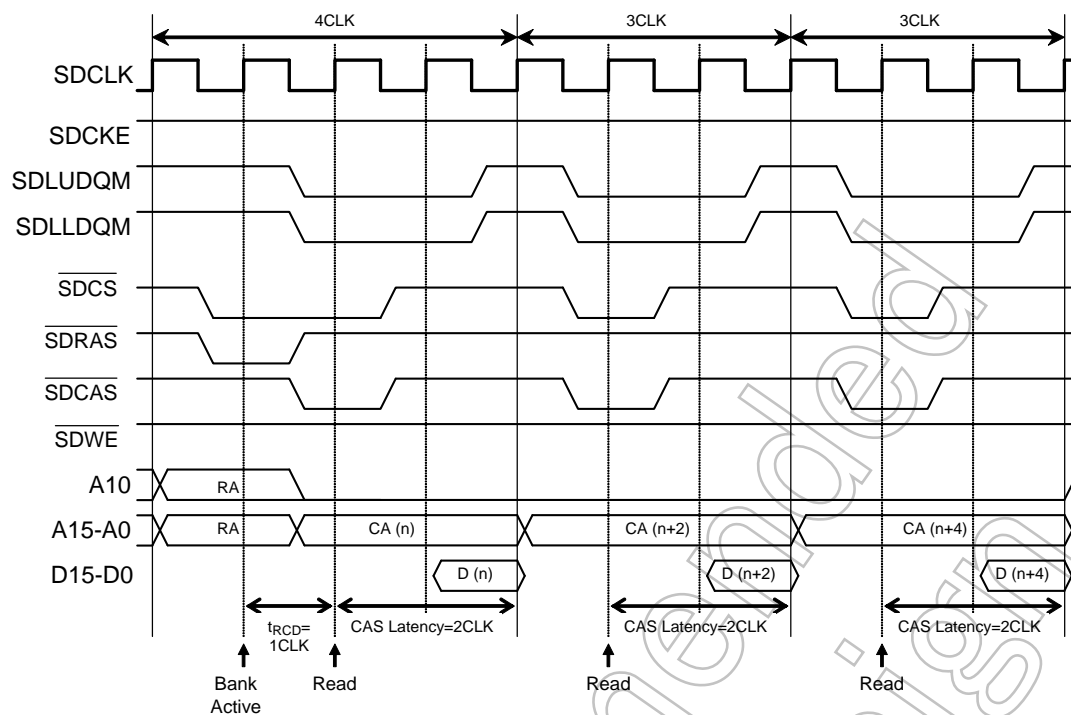 4CLK 3CLK 3CLK
SDCLK
SDCKE
SDLUDQM
SDLLDQM
SDCS
SDRAS
SDCAS
SDWE
A10 RA
A15-A0 RA CA (n) CA (n+2) CA (n+4)
D15-D0 D (n) D (n+2) D (n+4)
tRCD= CAS Latency=2CLK CAS Latency=2CLK CAS Latency=2CLK
1CLK
Bank Read Read Read
Active